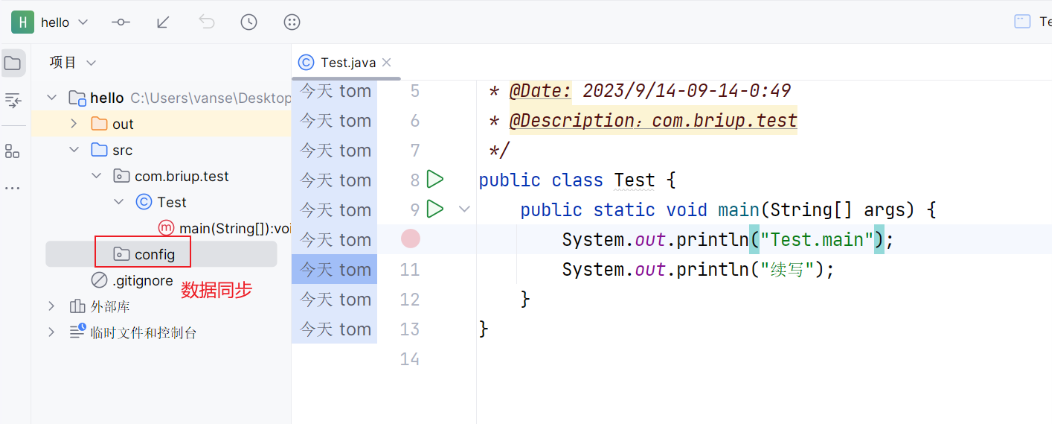 H hello
Te
项目
Test.java
hello C:\Users\vanse\Desktop
out
src
com.briup.test
Test
main(String[]):voi
config
.gitignore
数据同步
外部库
临时文件和控制台
今天 tom 5 * @Date: 2023/9/14-09-14-0:49
今天 tom 6 * @Description：com.briup.test
今天 tom 7 */
今天 tom 8 public class Test {
今天 tom 9 public static void main(String[] args) {
今天 tom System.out.println("Test.main");
今天 tom 11 System.out.println("续写");
今天 tom 12 }
今天 tom 13 }
14